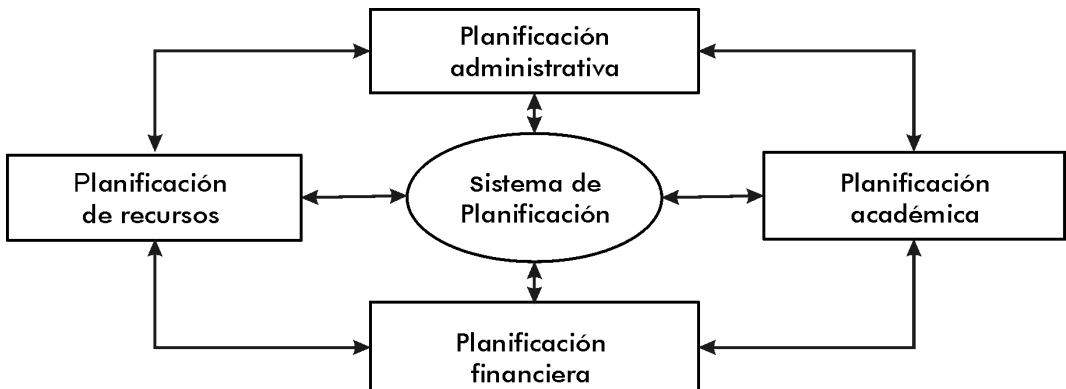 Planificación
administrativa
Planificación
de recursos
Sistema de
Planificación
Planificación
académica
Planificación
financiera